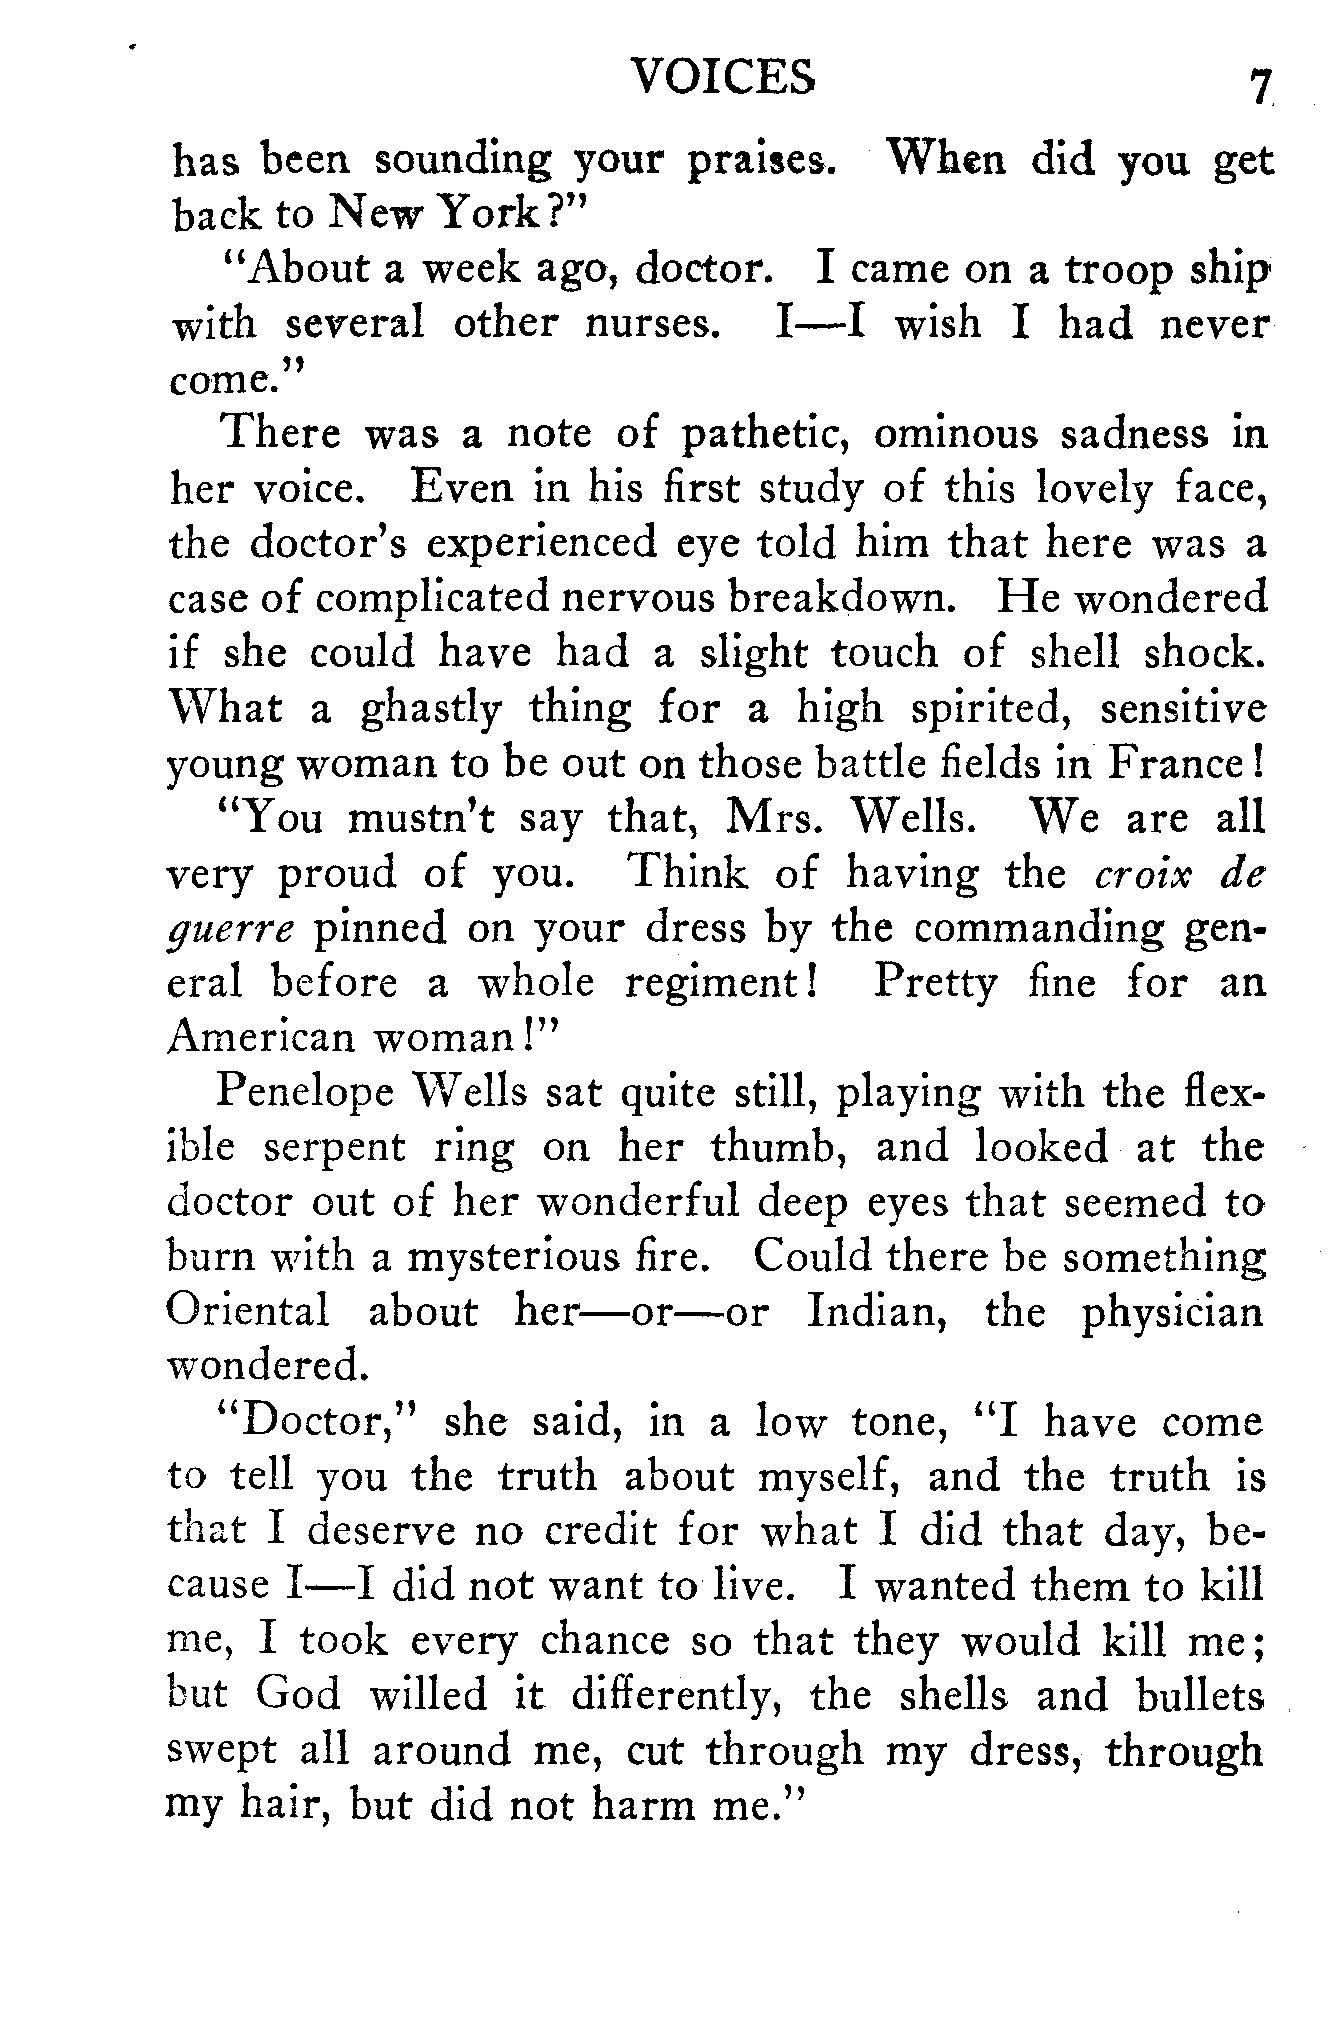 VOICES 7
has been sounding your praises. When did you get
back to New York?"
"About a week ago, doctor. I came on a troop ship
with several other nurses. I—I wish I had never
come."
There was a note of pathetic, ominous sadness in
her voice. Even in his first study of this lovely face,
the doctor's experienced eye told him that here was a
case of complicated nervous breakdown. He wondered
if she could have had a slight touch of shell shock.
What a ghastly thing for a high spirited, sensitive
young woman to be out on those battle fields in France!
"You mustn't say that, Mrs. Wells. We are all
very proud of you. Think of having the croix de
guerre pinned on your dress by the commanding gen-
eral before a whole regiment! Pretty fine for an
American woman!"
Penelope Wells sat quite still, playing with the flex-
ible serpent ring on her thumb, and looked at the
doctor out of her wonderful deep eyes that seemed to
burn with a mysterious fire. Could there be something
Oriental about her—or—or Indian, the physician
wondered.
"Doctor," she said, in a low tone, "I have come
to tell you the truth about myself, and the truth is
that I deserve no credit for what I did that day, be-
cause I—I did not want to live. I wanted them to kill
me, I took every chance so that they would kill me;
but God willed it differently, the shells and bullets
swept all around me, cut through my dress, through
my hair, but did not harm me."